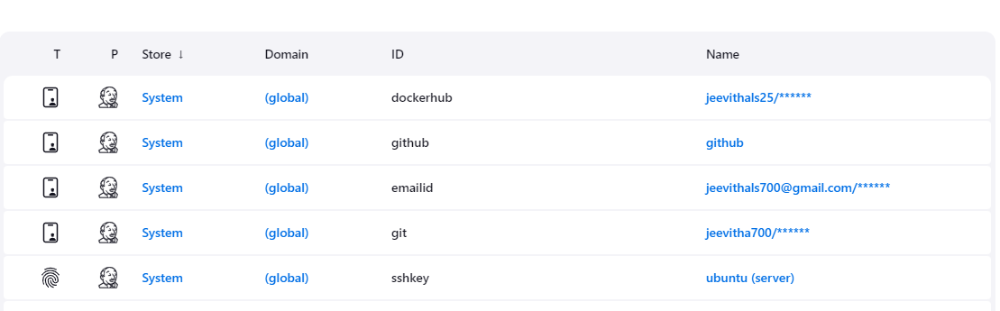 T P Store ↓ Domain ID Name
System (global) dockerhub jeevithals25/******
System (global) github github
System (global) emailid jeevithals700@gmail.com/******
System (global) git jeevitha700/******
System (global) sshkey ubuntu (server)